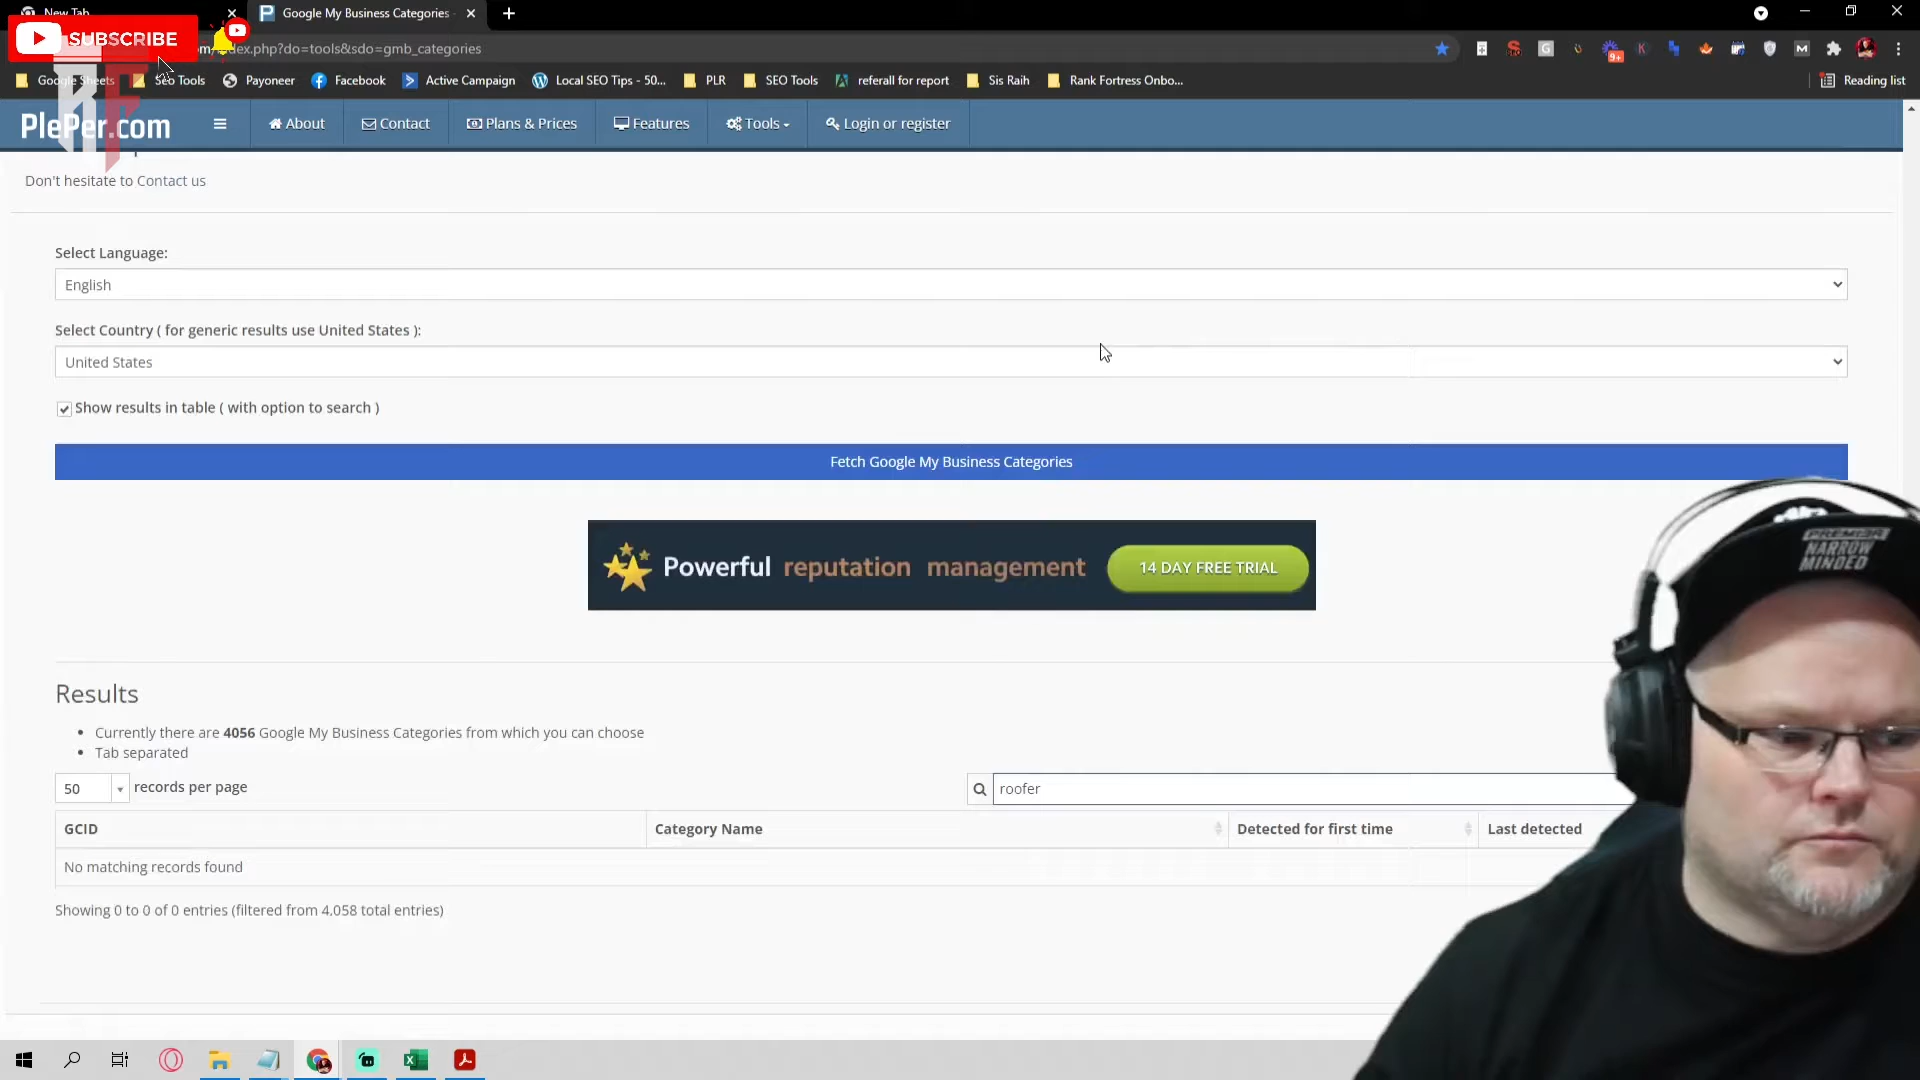 New Tab
Google My Business Categories
SUBSCRIBE
om/index.php?do=tools&sdo=gmb_categories
Google Sheets
Seo Tools
Payoneer
Facebook
Active Campaign
Local SEO Tips - 50...
PLR
SEO Tools
referall for report
Sis Raih
Rank Fortress Onbo...
Reading list
PlePer.com
About
Contact
Plans & Prices
Features
Tools
Login or register
Don't hesitate to Contact us
Select Language:
English
Select Country ( for generic results use United States ):
United States
Show results in table ( with option to search )
Fetch Google My Business Categories
Powerful reputation management
14 DAY FREE TRIAL
Results
Currently there are 4056 Google My Business Categories from which you can choose
Tab separated
50 records per page
roofer
GCID
Category Name
Detected for first time
Last detected
No matching records found
Showing 0 to 0 of 0 entries (filtered from 4,058 total entries)
PREMIER
NARROW
MINDED
9+
RF